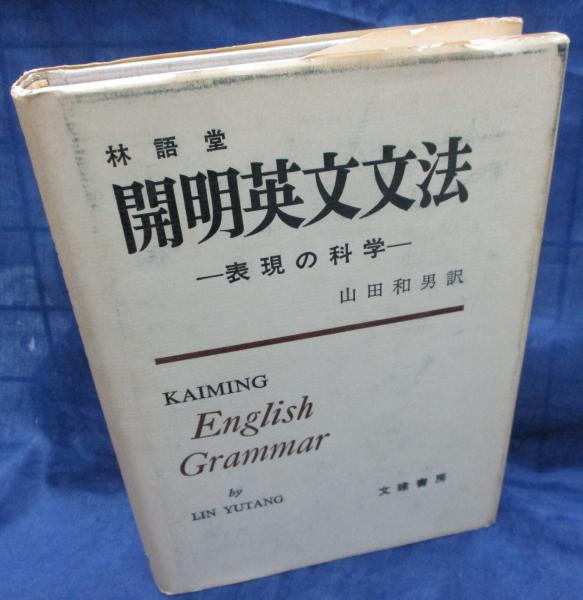 林語堂
開明英文文法
—表現の科学—
山田和男訳
KAIMING
English
Grammar
by
LIN YUTANG
文建書房